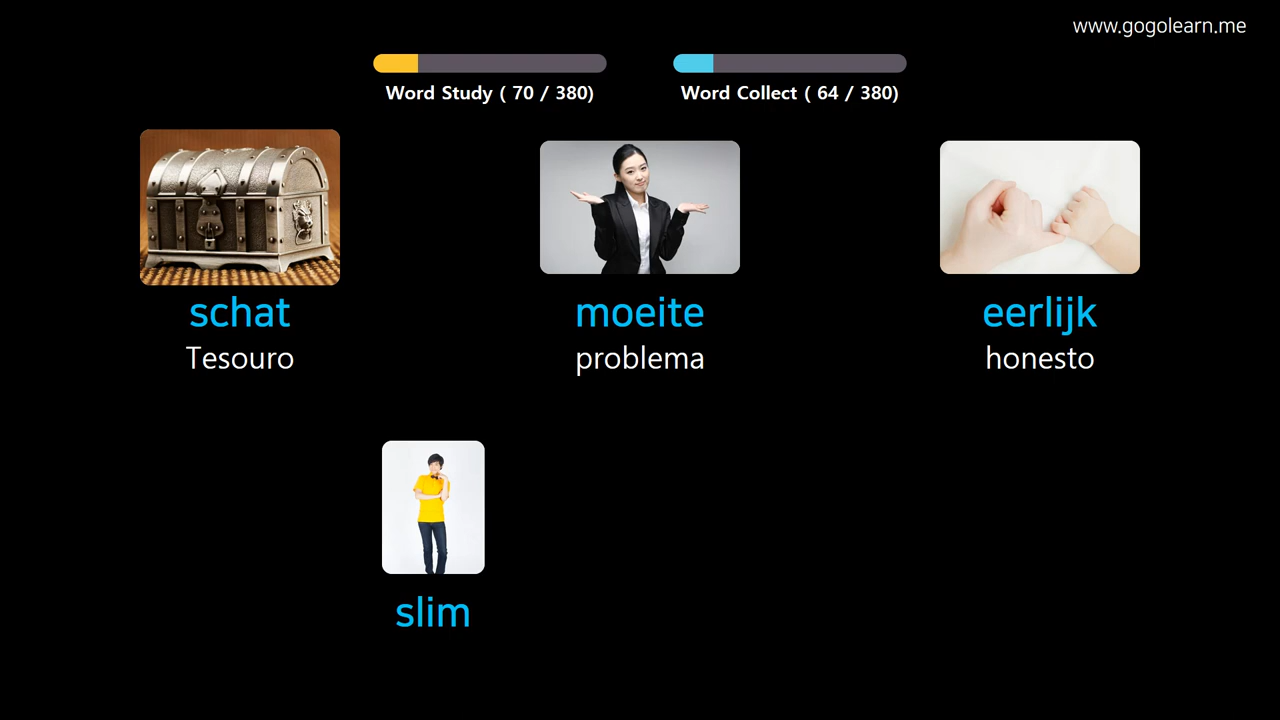 www.gogolearn.me
Word Study ( 70 / 380)
Word Collect ( 64 / 380)
schat
Tesouro
moeite
problema
eerlijk
honesto
slim